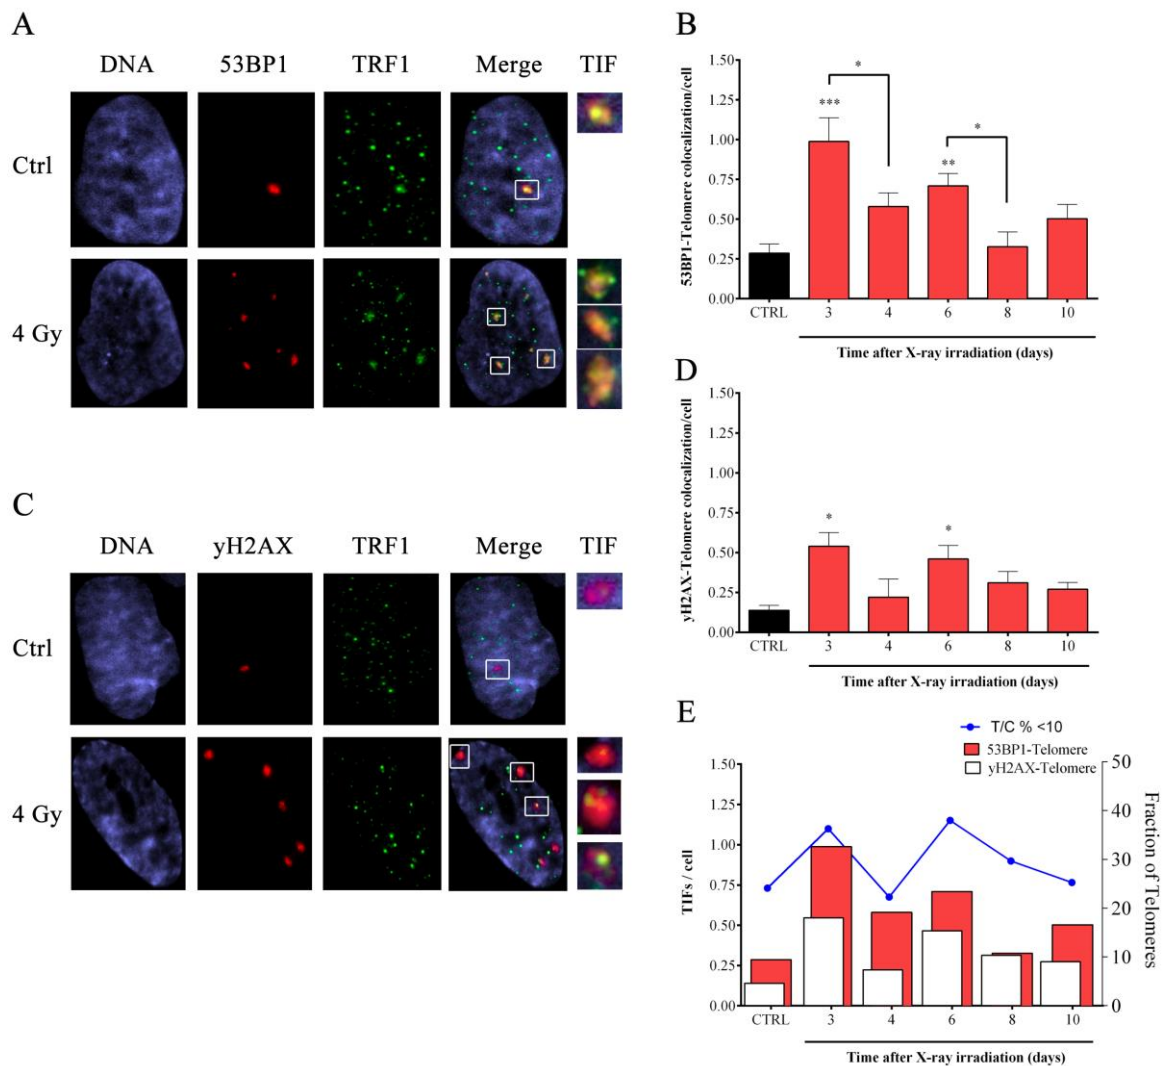 A
DNA 53BP1 TRF1 Merge TIF
Ctrl
4 Gy
B
53BP1-Telomere colocalization/cell
1.50
1.25
1.00
0.75
0.50
0.25
0.00
*
***
**
*
CTRL 3 4 6 8 10
Time after X-ray irradiation (days)
C
DNA yH2AX TRF1 Merge TIF
Ctrl
4 Gy
D
yH2AX-Telomere colocalization/cell
1.50
1.25
1.00
0.75
0.50
0.25
0.00
* *
CTRL 3 4 6 8 10
Time after X-ray irradiation (days)
E
T/C % <10
53BP1-Telomere
yH2AX-Telomere
TIFs / cell
1.50
1.25
1.00
0.75
0.50
0.25
0.00
50
40
30
20
10
0
Fraction of Telomeres
CTRL 3 4 6 8 10
Time after X-ray irradiation (days)